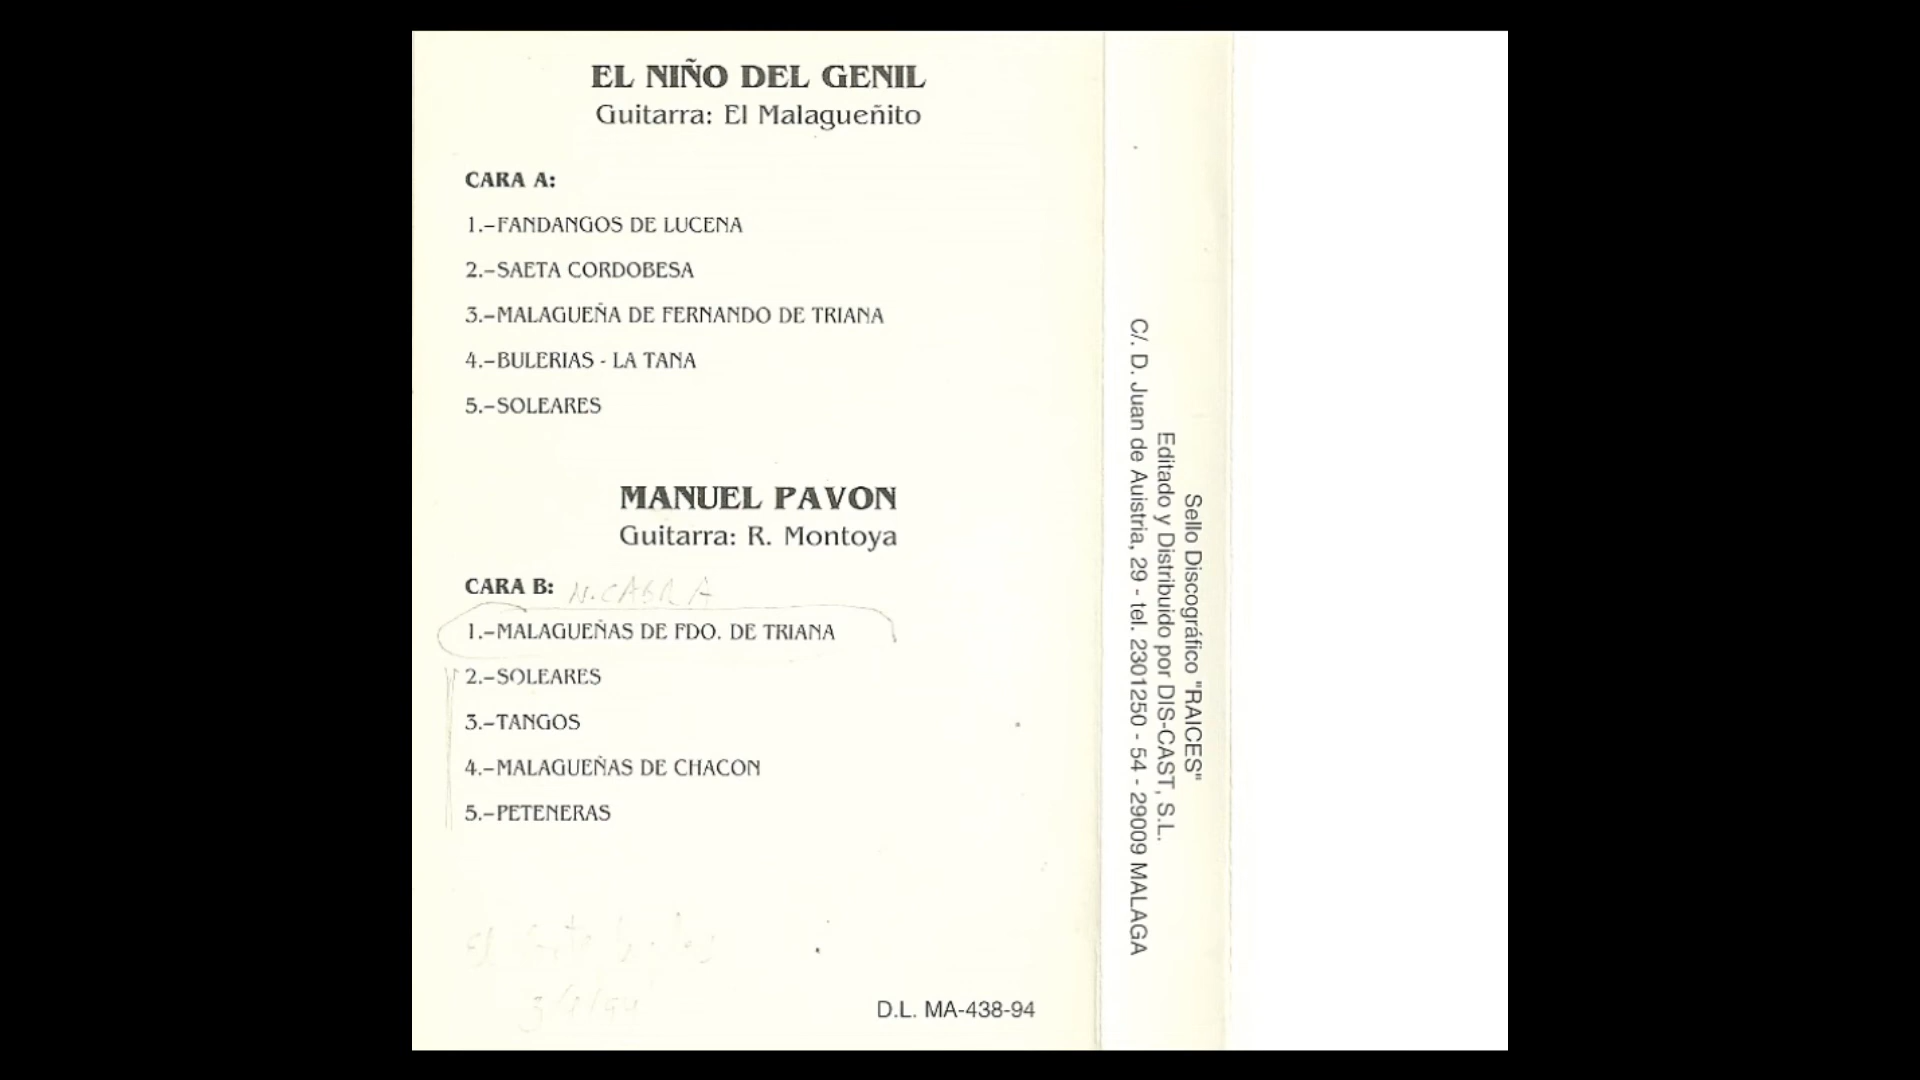 EL NIÑO DEL GENIL
Guitarra: El Malagueñito
CARA A:
1.-FANDANGOS DE LUCENA
2.-SAETA CORDOBESA
3.-MALAGUEÑA DE FERNANDO DE TRIANA
4.-BULERIAS - LA TANA
5.-SOLEARES
MANUEL PAVON
Guitarra: R. Montoya
CARA B: N. CABRA
1.-MALAGUEÑAS DE FDO. DE TRIANA
2.-SOLEARES
3.-TANGOS
4.-MALAGUEÑAS DE CHACON
5.-PETENERAS
D.L. MA-438-94
Sello Discográfico "RAICES"
Editado y Distribuido por DIS-CAST, S.L.
C/. D. Juan de Auistria, 29 - tel. 2301250 - 54 - 29009 MALAGA